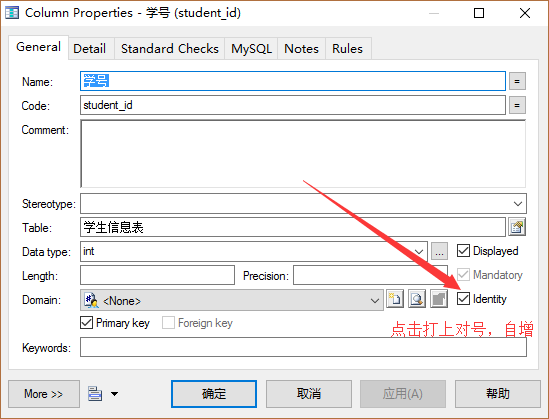 Column Properties - 学号 (student_id)
General Detail Standard Checks MySQL Notes Rules
Name: 学号 =
Code: student_id =
Comment:
Stereotype:
Table: 学生信息表
Data type: int ... Displayed
Length: Precision: Mandatory
Domain: <None> Identity
点击打上对号，自增
Primary key Foreign key
Keywords:
More >> 确定 取消 应用(A) 帮助